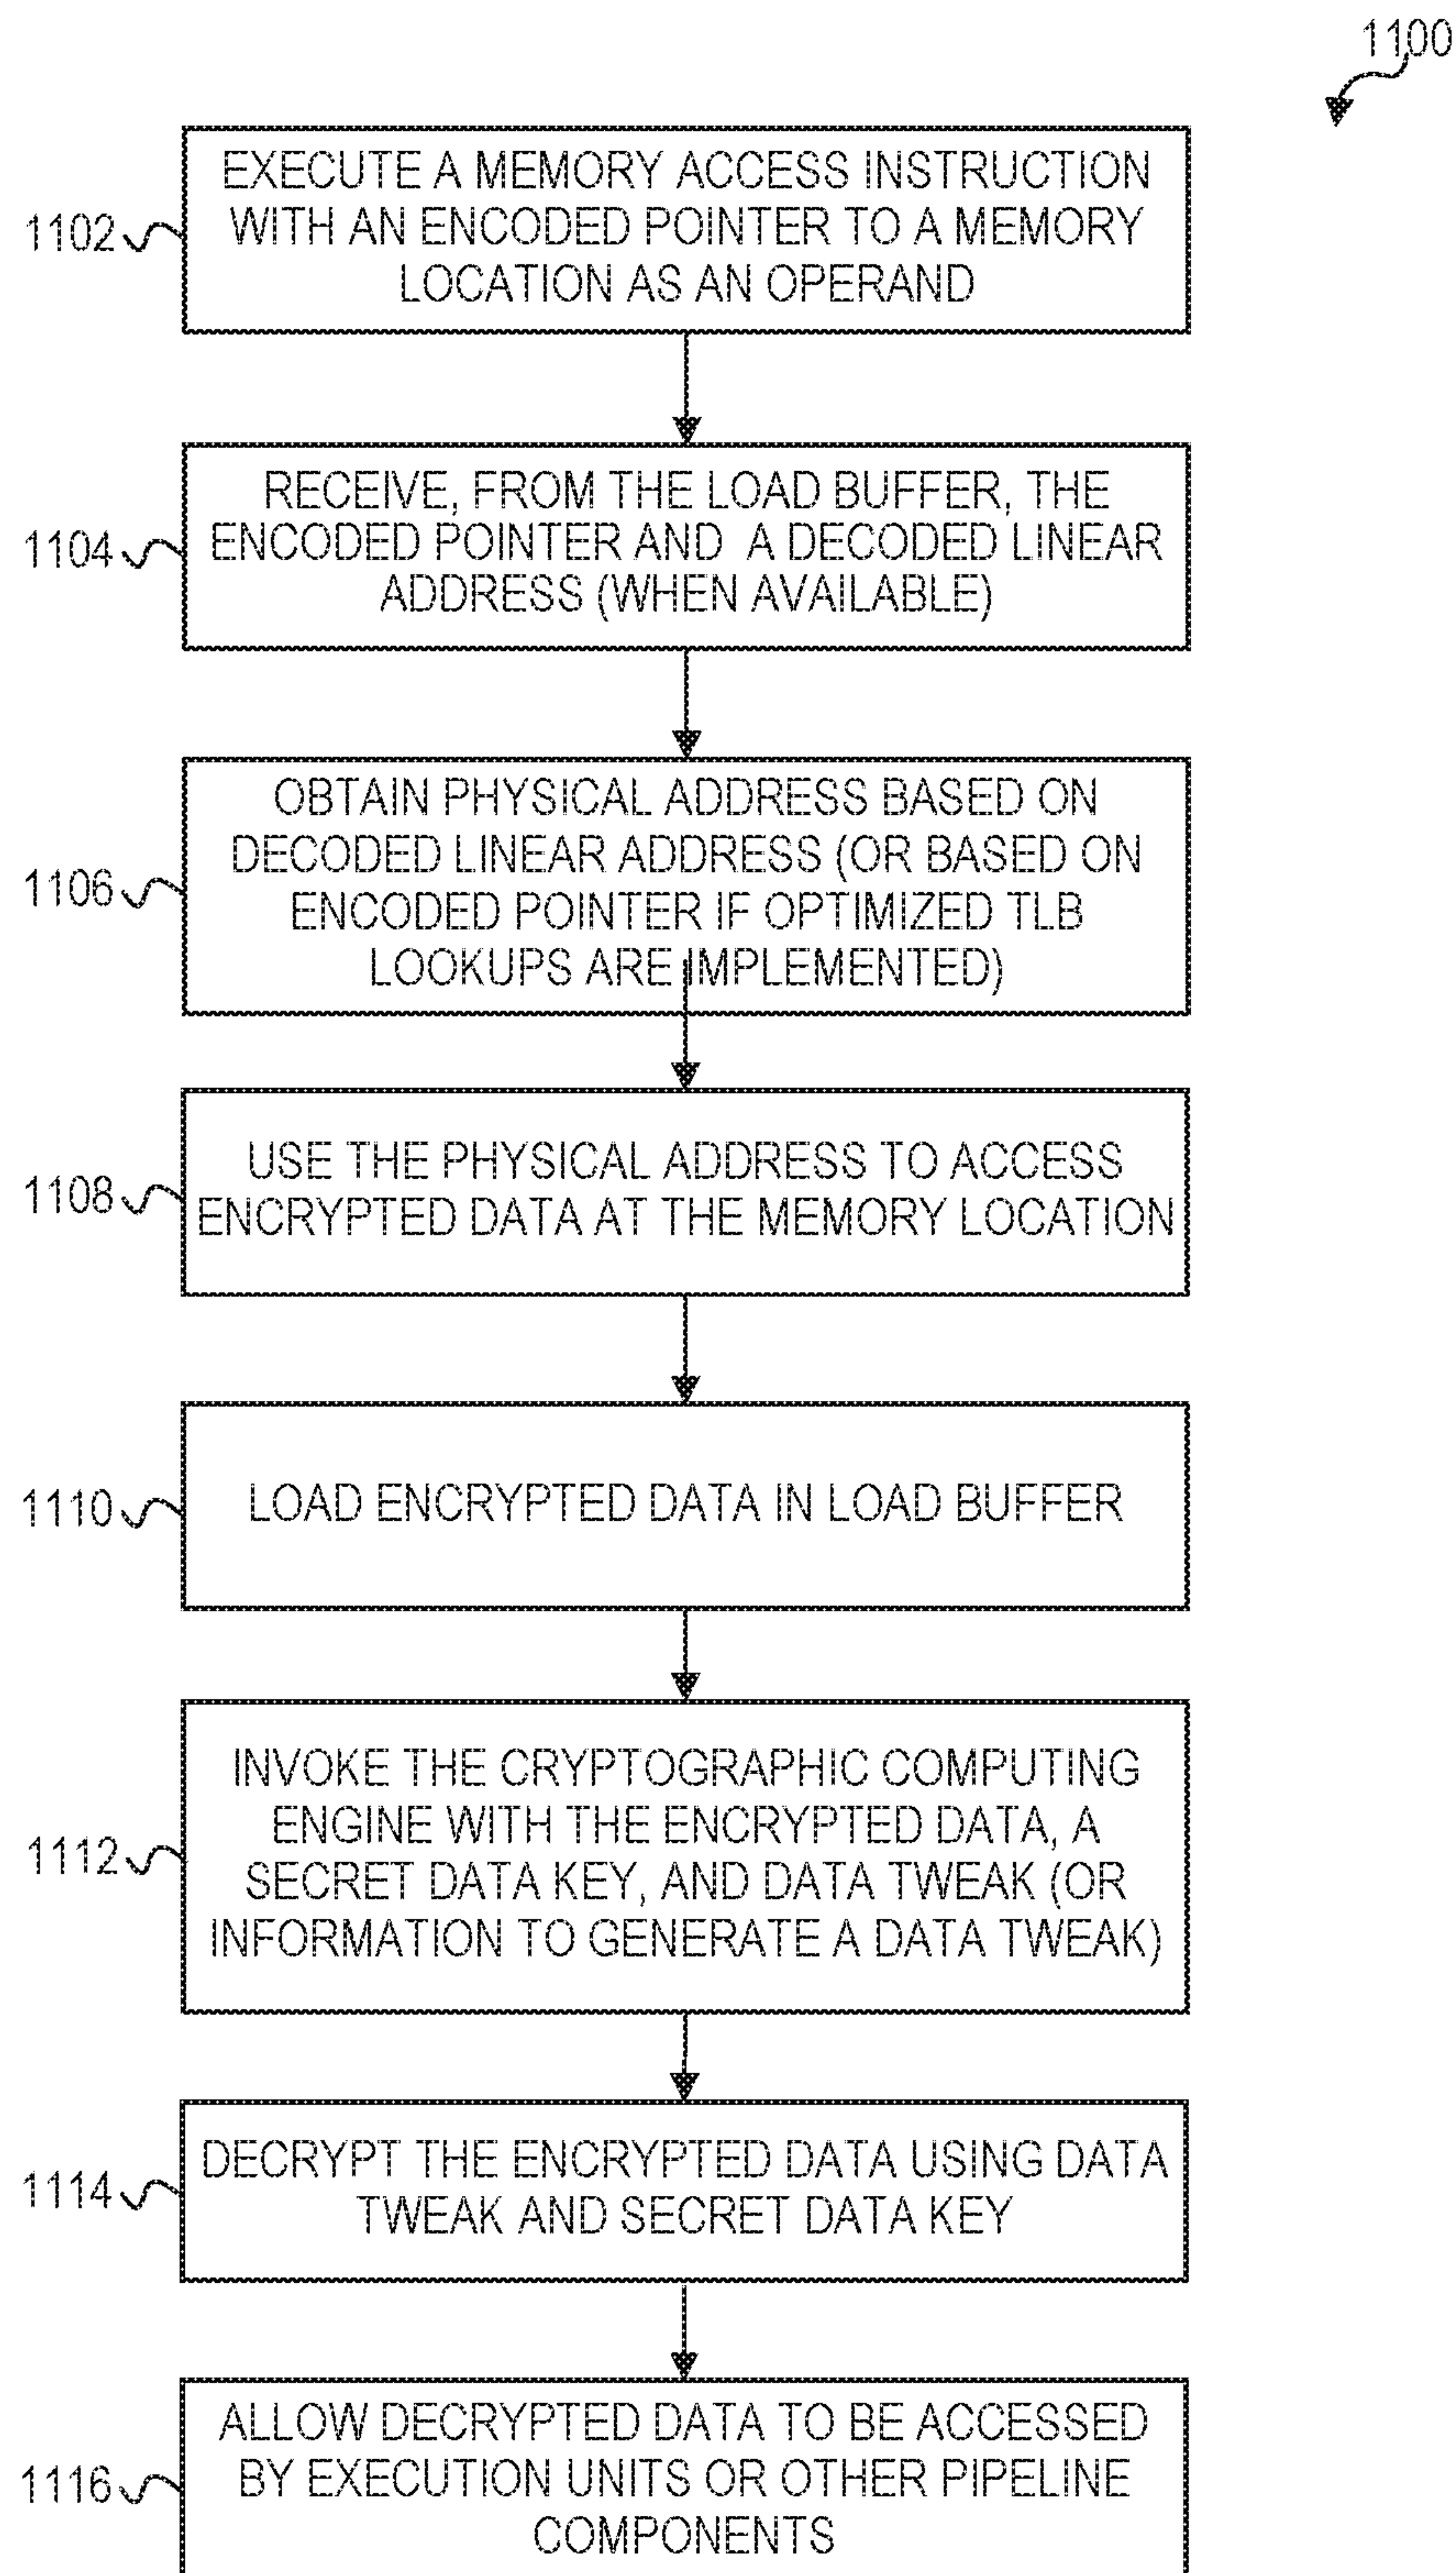 1100
EXECUTE A MEMORY ACCESS INSTRUCTION
WITH AN ENCODED POINTER TO A MEMORY
LOCATION AS AN OPERAND
1102
RECEIVE, FROM THE LOAD BUFFER, THE
ENCODED POINTER AND A DECODED LINEAR
ADDRESS (WHEN AVAILABLE)
1104
OBTAIN PHYSICAL ADDRESS BASED ON
DECODED LINEAR ADDRESS (OR BASED ON
ENCODED POINTER IF OPTIMIZED TLB
LOOKUPS ARE IMPLEMENTED)
1106
USE THE PHYSICAL ADDRESS TO ACCESS
ENCRYPTED DATA AT THE MEMORY LOCATION
1108
LOAD ENCRYPTED DATA IN LOAD BUFFER
1110
INVOKE THE CRYPTOGRAPHIC COMPUTING
ENGINE WITH THE ENCRYPTED DATA, A
SECRET DATA KEY, AND DATA TWEAK (OR
INFORMATION TO GENERATE A DATA TWEAK)
1112
DECRYPT THE ENCRYPTED DATA USING DATA
TWEAK AND SECRET DATA KEY
1114
ALLOW DECRYPTED DATA TO BE ACCESSED
BY EXECUTION UNITS OR OTHER PIPELINE
COMPONENTS
1116